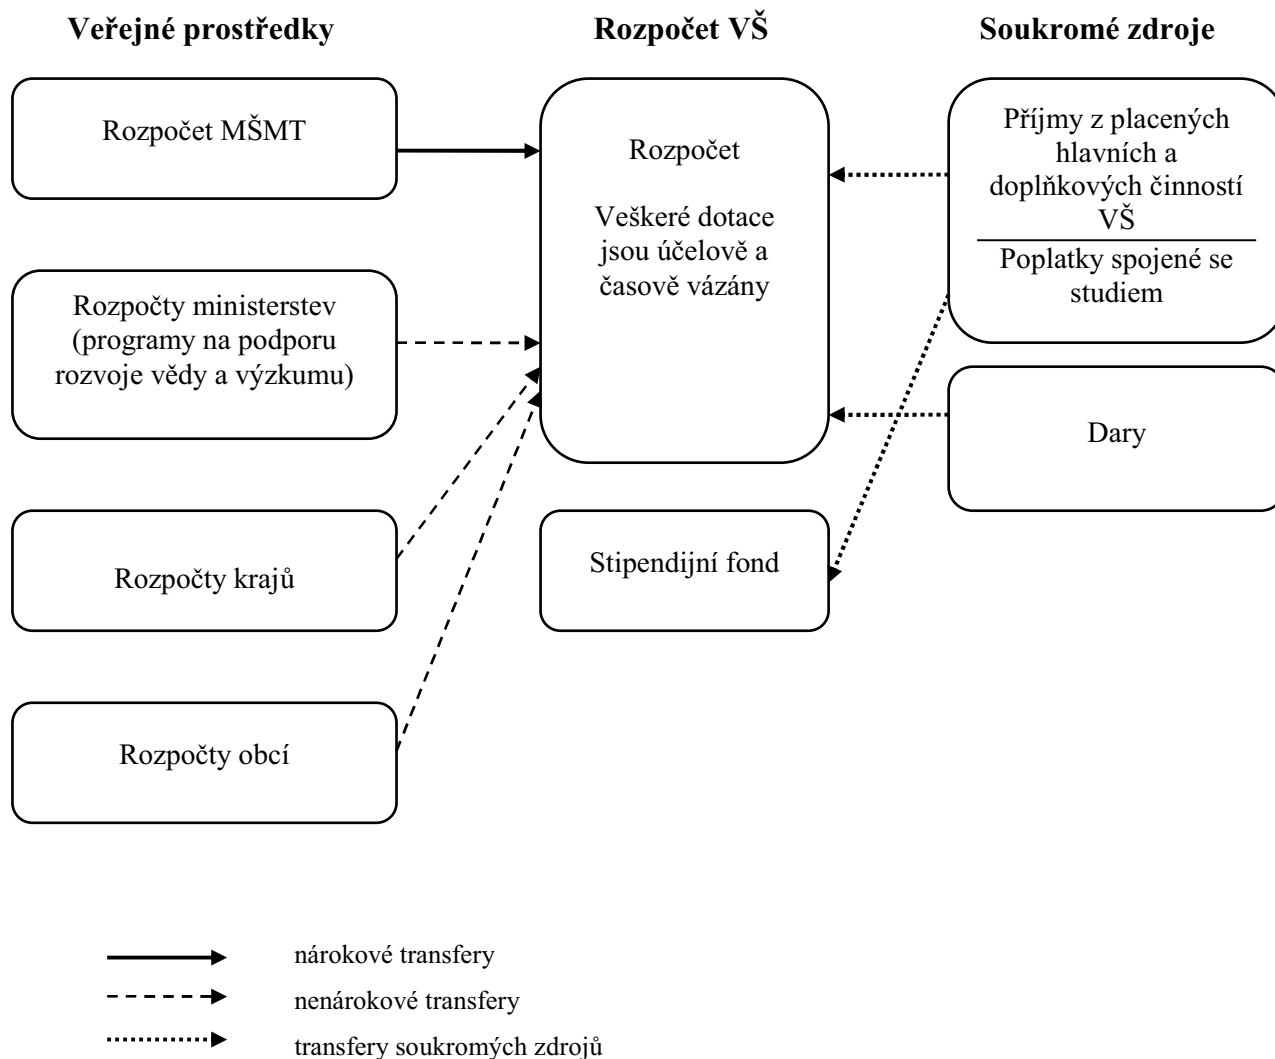 Veřejné prostředky
Rozpočet VŠ
Soukromé zdroje
Rozpočet MŠMT
Rozpočty ministerstev
(programy na podporu
rozvoje vědy a výzkumu)
Rozpočty krajů
Rozpočty obcí
Rozpočet
Veškeré dotace
jsou účelově a
časově vázány
Stipendijní fond
Příjmy z placených
hlavních a
doplňkových činností
VŠ
Poplatky spojené se
studiem
Dary
nárokové transfery
nenárokové transfery
transfery soukromých zdrojů